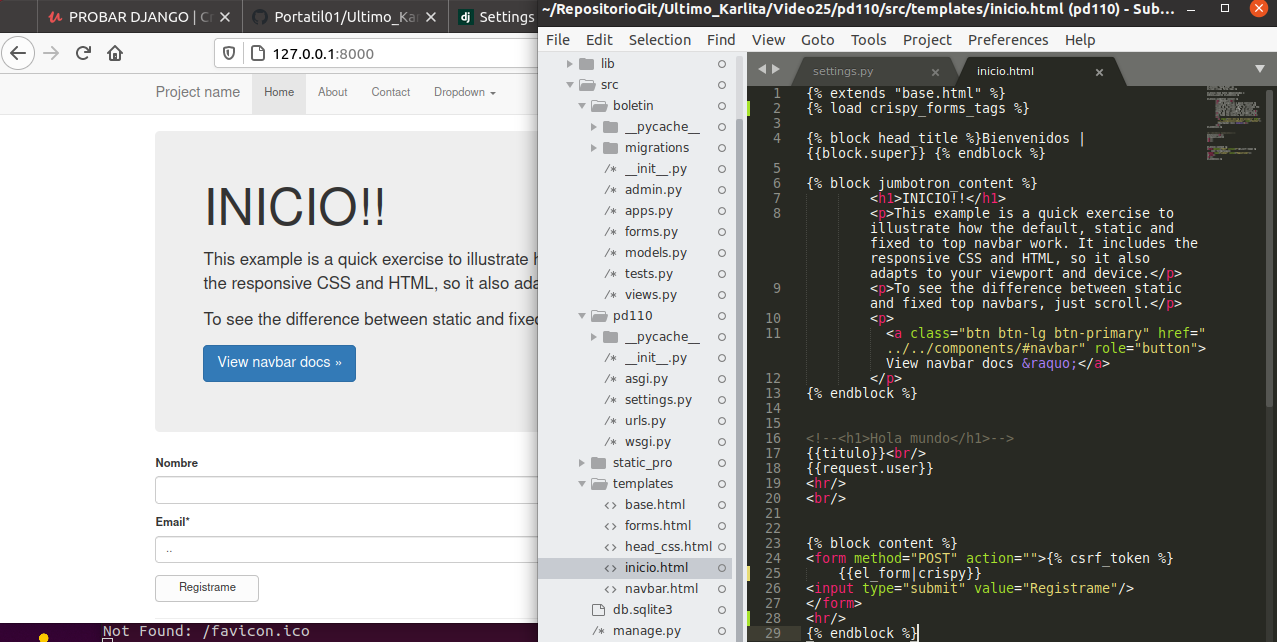 PROBAR DJANGO | C
Portatil01/Ultimo_Ka
Settings
127.0.0.1:8000
Project name
Home
About
Contact
Dropdown
INICIO!!
This example is a quick exercise to illustrate h
the responsive CSS and HTML, so it also ada
To see the difference between static and fixed
View navbar docs »
Nombre
Email*
..
Registrame
Not Found: /favicon.ico
~/RepositorioGit/Ultimo_Karlita/Video25/pd110/src/templates/inicio.html (pd110) - Sub...
File Edit Selection Find View Goto Tools Project Preferences Help
lib
src
boletin
__pycache__
migrations
__init__.py
admin.py
apps.py
forms.py
models.py
tests.py
views.py
pd110
__pycache__
__init__.py
asgi.py
settings.py
urls.py
wsgi.py
static_pro
templates
base.html
forms.html
head_css.html
inicio.html
navbar.html
db.sqlite3
manage.py
settings.py
inicio.html
1 {% extends "base.html" %}
2 {% load crispy_forms_tags %}
3
4 {% block head_title %}Bienvenidos |
{{block.super}} {% endblock %}
5
6 {% block jumbotron_content %}
7 <h1>INICIO!!</h1>
8 <p>This example is a quick exercise to
illustrate how the default, static and
fixed to top navbar work. It includes the
responsive CSS and HTML, so it also
adapts to your viewport and device.</p>
9 <p>To see the difference between static
and fixed top navbars, just scroll.</p>
10 <p>
11 <a class="btn btn-lg btn-primary" href="
../../components/#navbar" role="button">
View navbar docs &raquo;</a>
12 </p>
13 {% endblock %}
14
15
16 <!--<h1>Hola mundo</h1>-->
17 {{titulo}}<br/>
18 {{request.user}}
19 <hr/>
20 <br/>
21
22
23 {% block content %}
24 <form method="POST" action="">{% csrf_token %}
25 {{el_form|crispy}}
26 <input type="submit" value="Registrame"/>
27 </form>
28 <hr/>
29 {% endblock %}